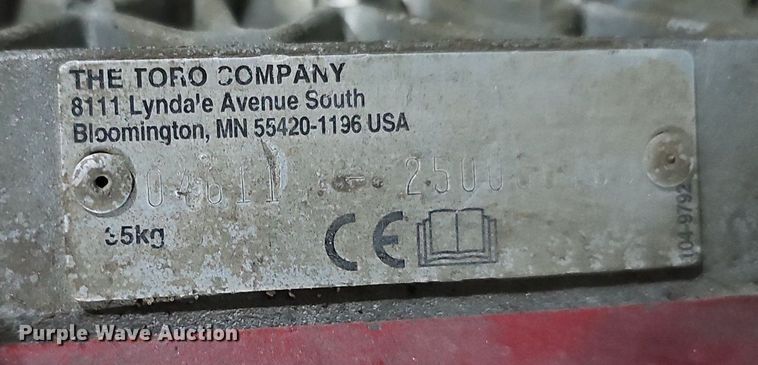 THE TORO COMPANY
8111 Lyndale Avenue South
Bloomington, MN 55420-1196 USA
04611
35kg
CE
104-9792
Purple Wave Auction